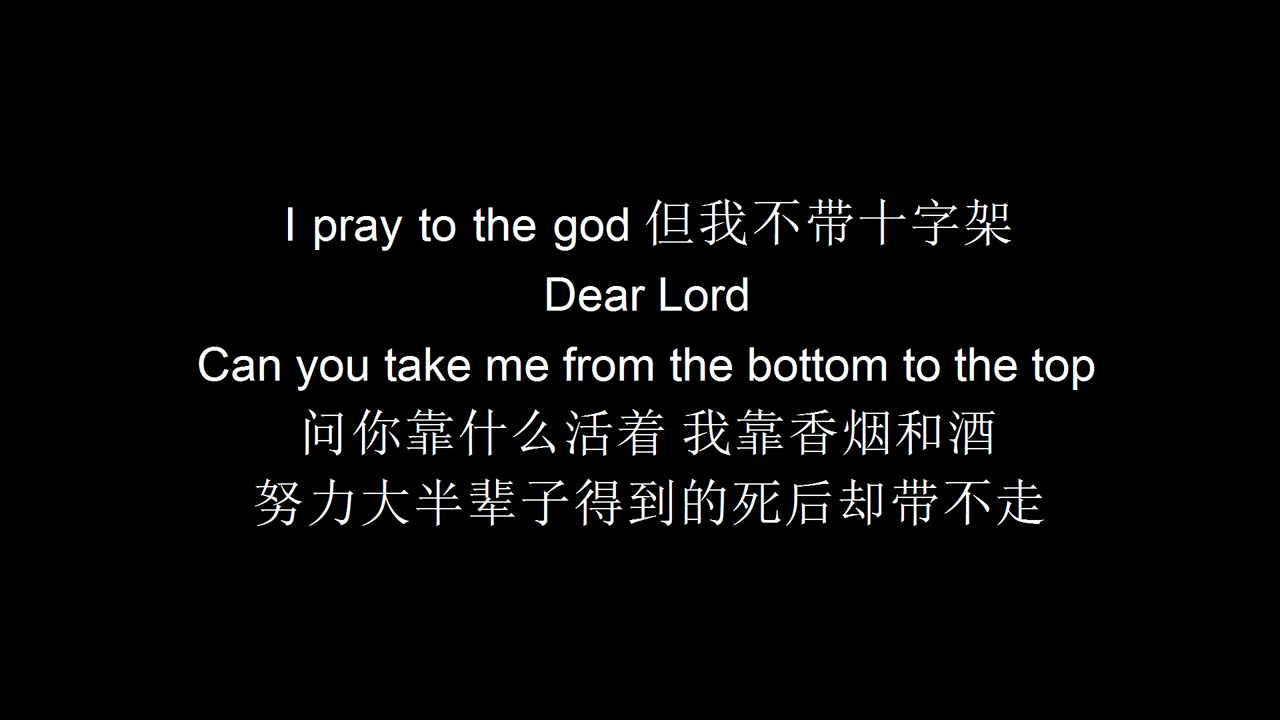 I pray to the god 但我不带十字架
Dear Lord
Can you take me from the bottom to the top
问你靠什么活着 我靠香烟和酒
努力大半辈子得到的死后却带不走